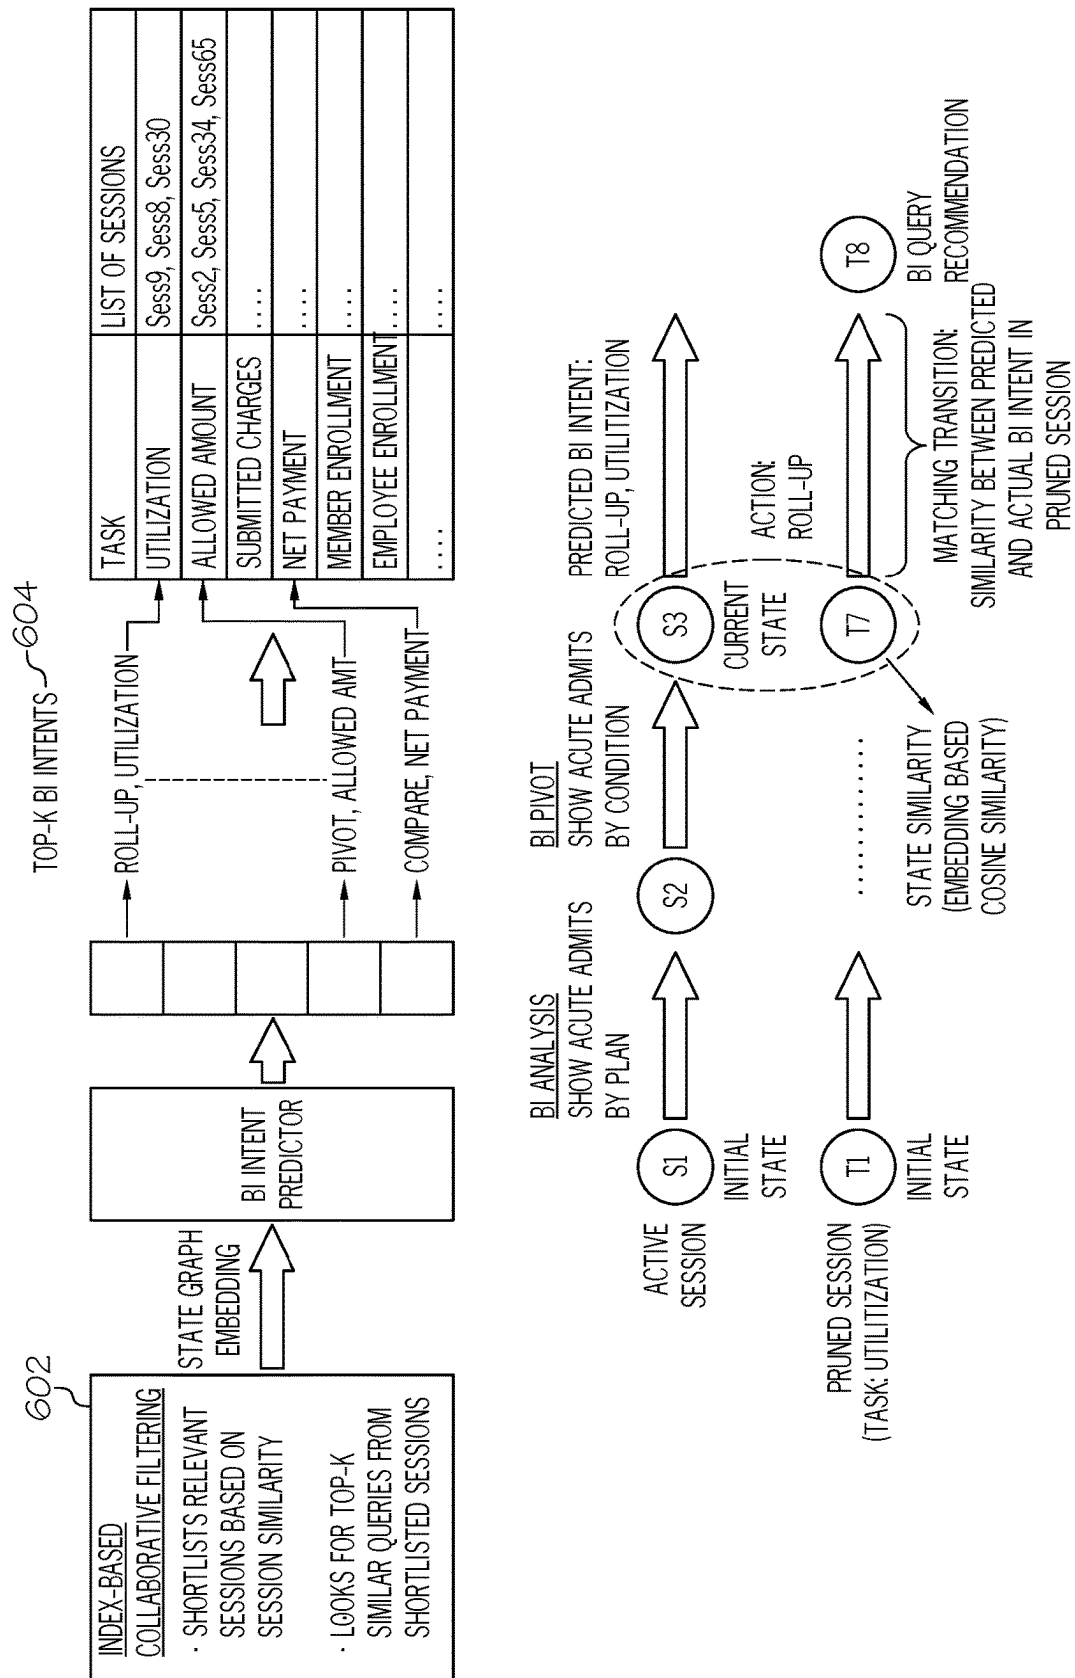 602
INDEX-BASED
COLLABORATIVE FILTERING
· SHORTLISTS RELEVANT
SESSIONS BASED ON
SESSION SIMILARITY
· LOOKS FOR TOP-K
SIMILAR QUERIES FROM
SHORTLISTED SESSIONS
STATE GRAPH
EMBEDDING
BI INTENT
PREDICTOR
TOP-K BI INTENTS
604
ROLL-UP, UTILIZATION
PIVOT, ALLOWED AMT
COMPARE, NET PAYMENT
TASK LIST OF SESSIONS
UTILIZATION Sess9, Sess8, Sess30
ALLOWED AMOUNT Sess2, Sess5, Sess34, Sess65
SUBMITTED CHARGES ....
NET PAYMENT ....
MEMBER ENROLLMENT ....
EMPLOYEE ENROLLMENT ....
.... ....
ACTIVE
SESSION
S1
INITIAL
STATE
BI ANALYSIS
SHOW ACUTE ADMITS
BY PLAN
S2
BI PIVOT
SHOW ACUTE ADMITS
BY CONDITION
S3
CURRENT
STATE
PREDICTED BI INTENT:
ROLL-UP, UTILITIZATION
ACTION:
ROLL-UP
PRUNED SESSION
(TASK: UTILITIZATION)
T1
INITIAL
STATE
..........
T7
STATE SIMILARITY
(EMBEDDING BASED
COSINE SIMILARITY)
T8
BI QUERY
RECOMMENDATION
MATCHING TRANSITION:
SIMILARITY BETWEEN PREDICTED
AND ACTUAL BI INTENT IN
PRUNED SESSION